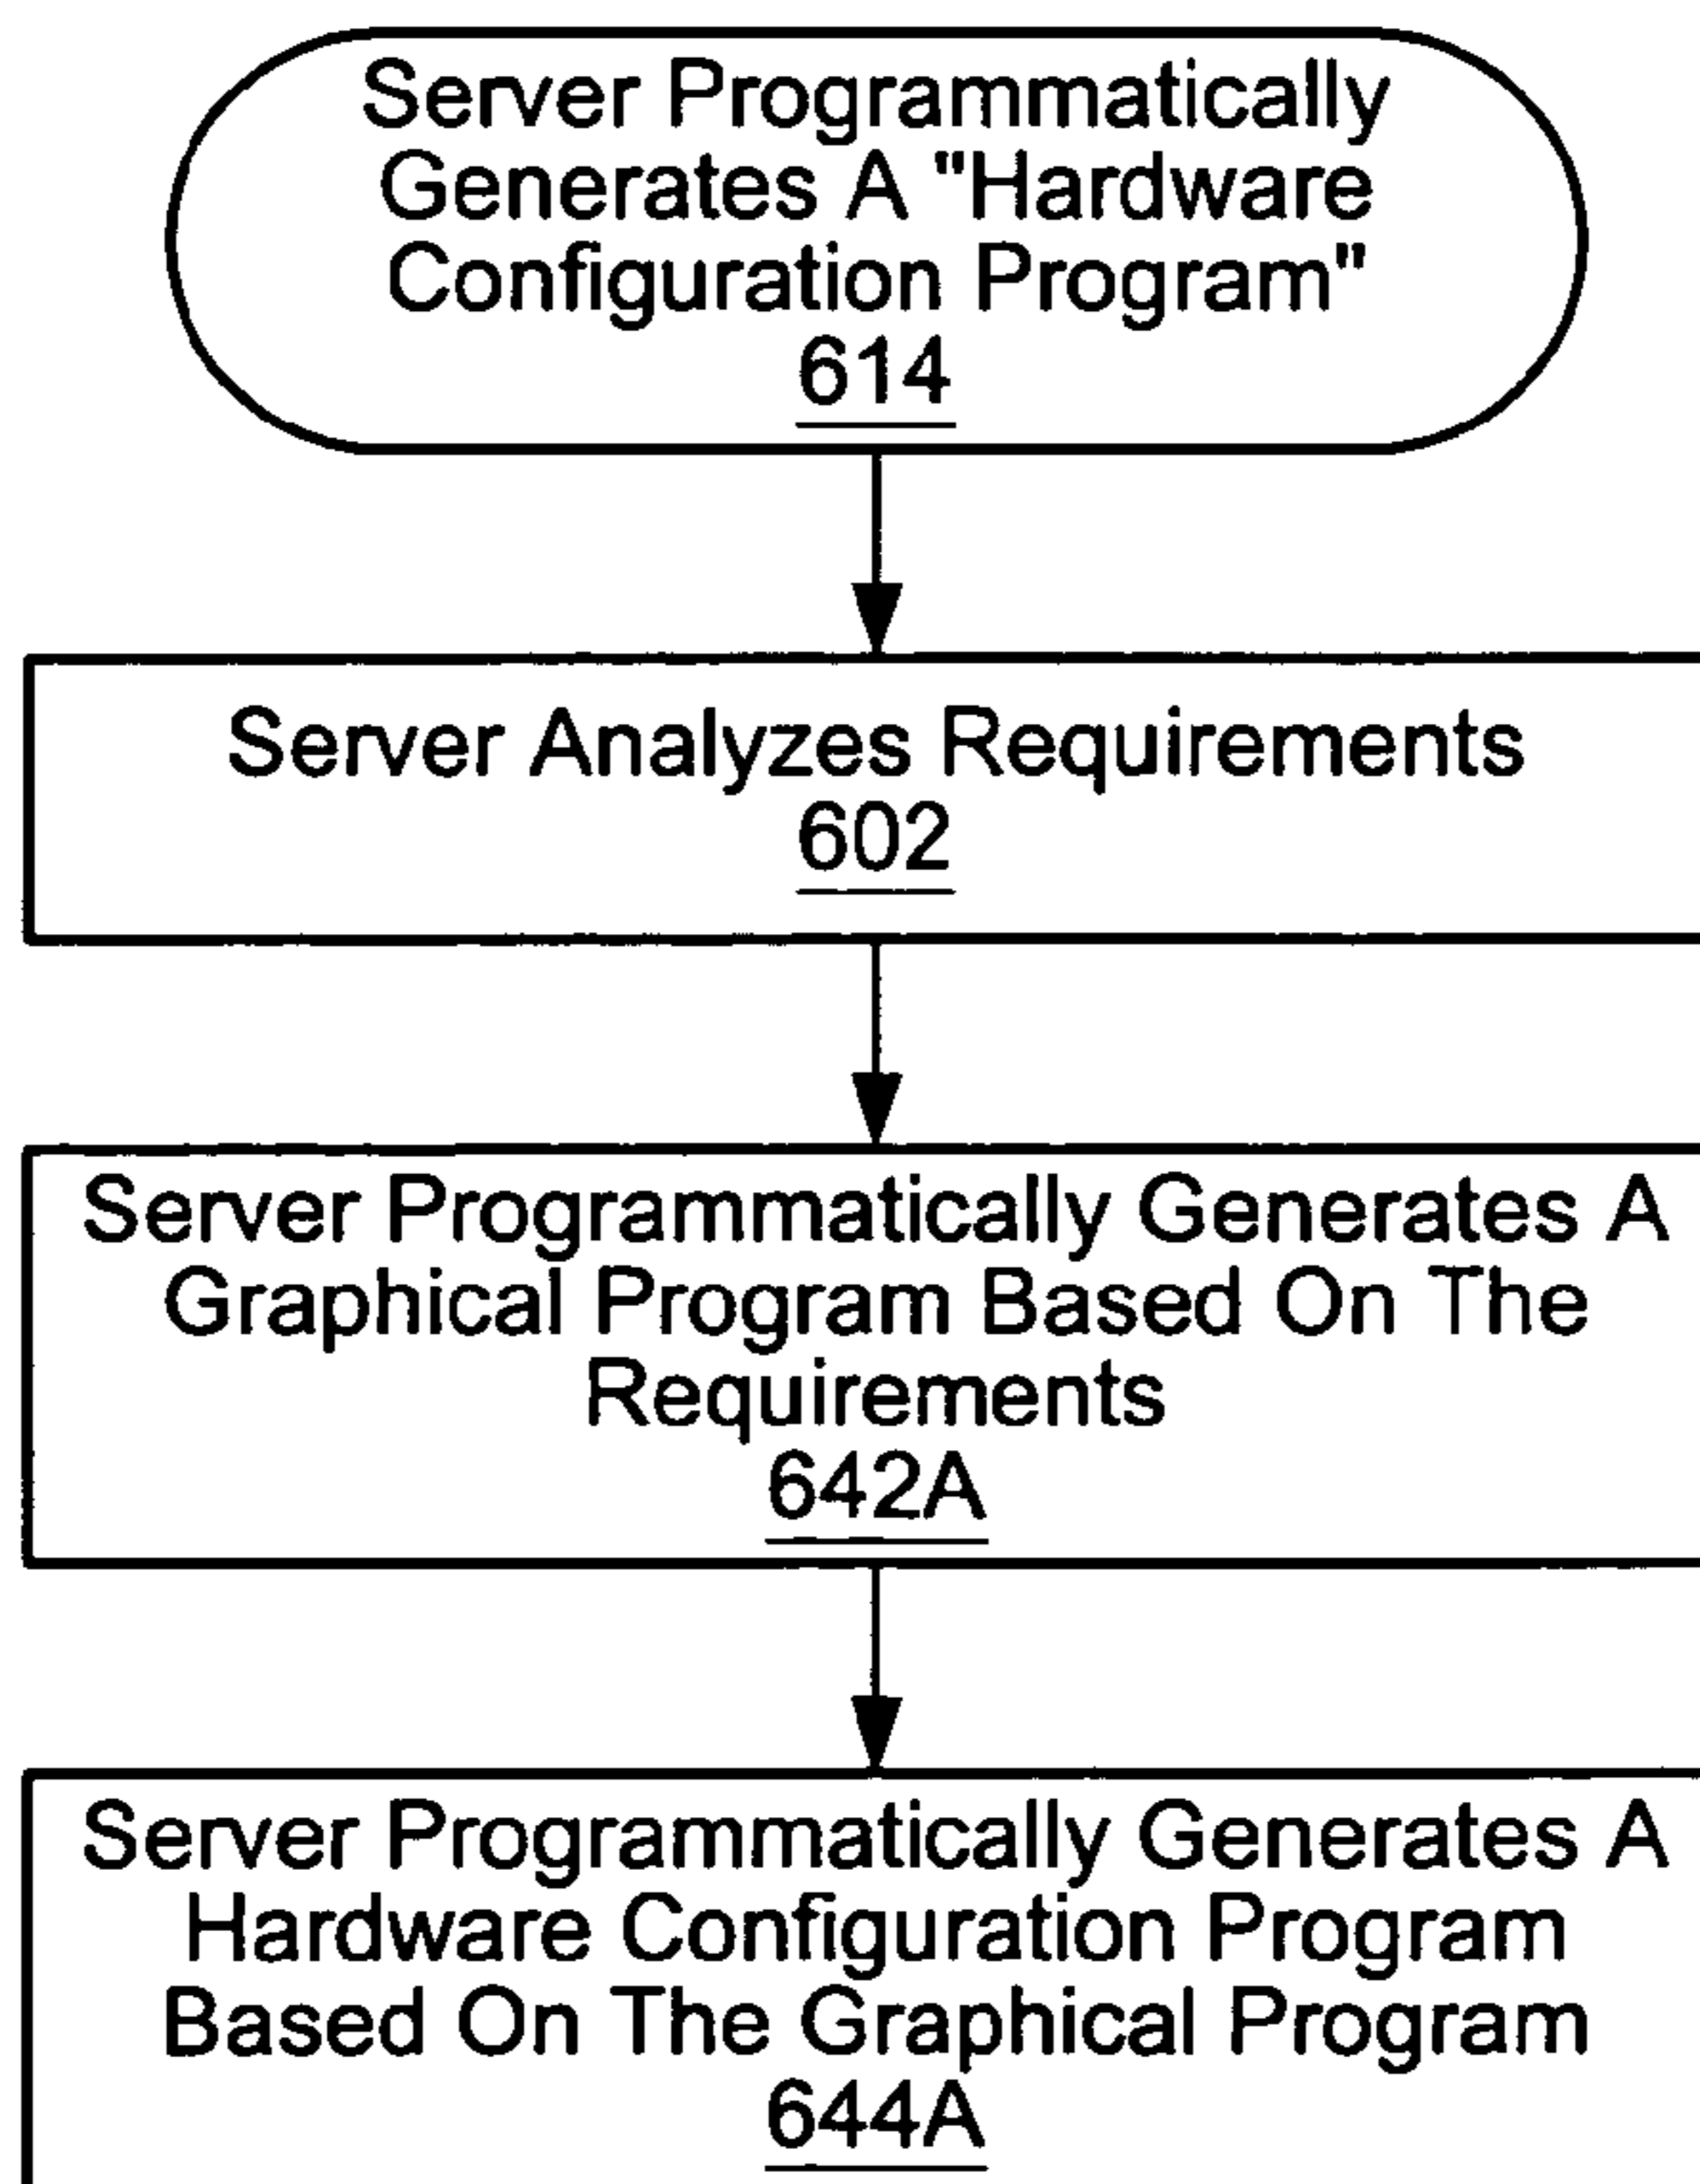 Server Programmatically
Generates A "Hardware
Configuration Program"
614
Server Analyzes Requirements
602
Server Programmatically Generates A
Graphical Program Based On The
Requirements
642A
Server Programmatically Generates A
Hardware Configuration Program
Based On The Graphical Program
644A